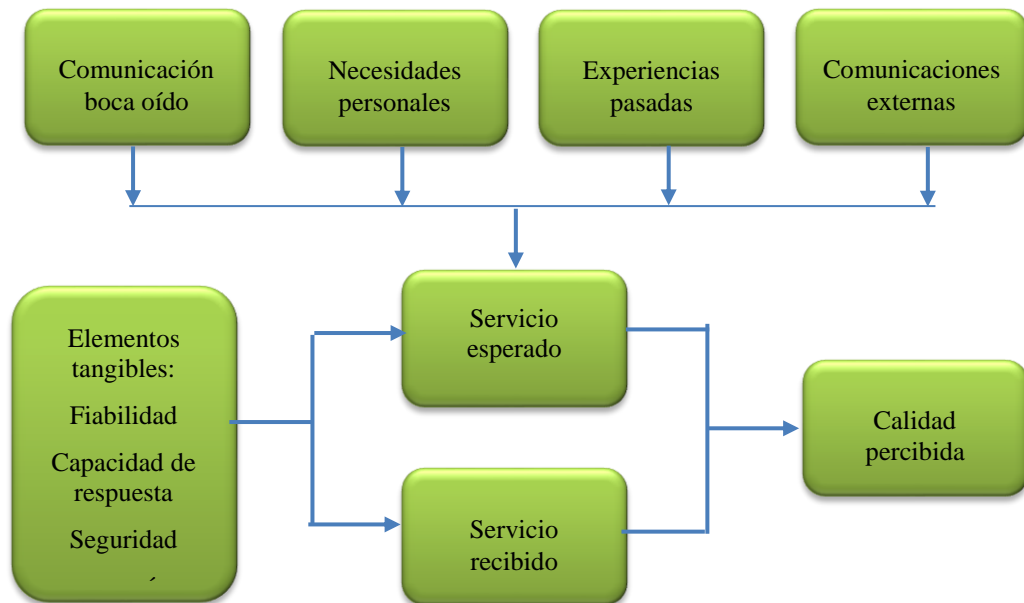 Comunicación
boca oído
Necesidades
personales
Experiencias
pasadas
Comunicaciones
externas
Elementos
tangibles:
Fiabilidad
Capacidad de
respuesta
Seguridad
Servicio
esperado
Servicio
recibido
Calidad
percibida